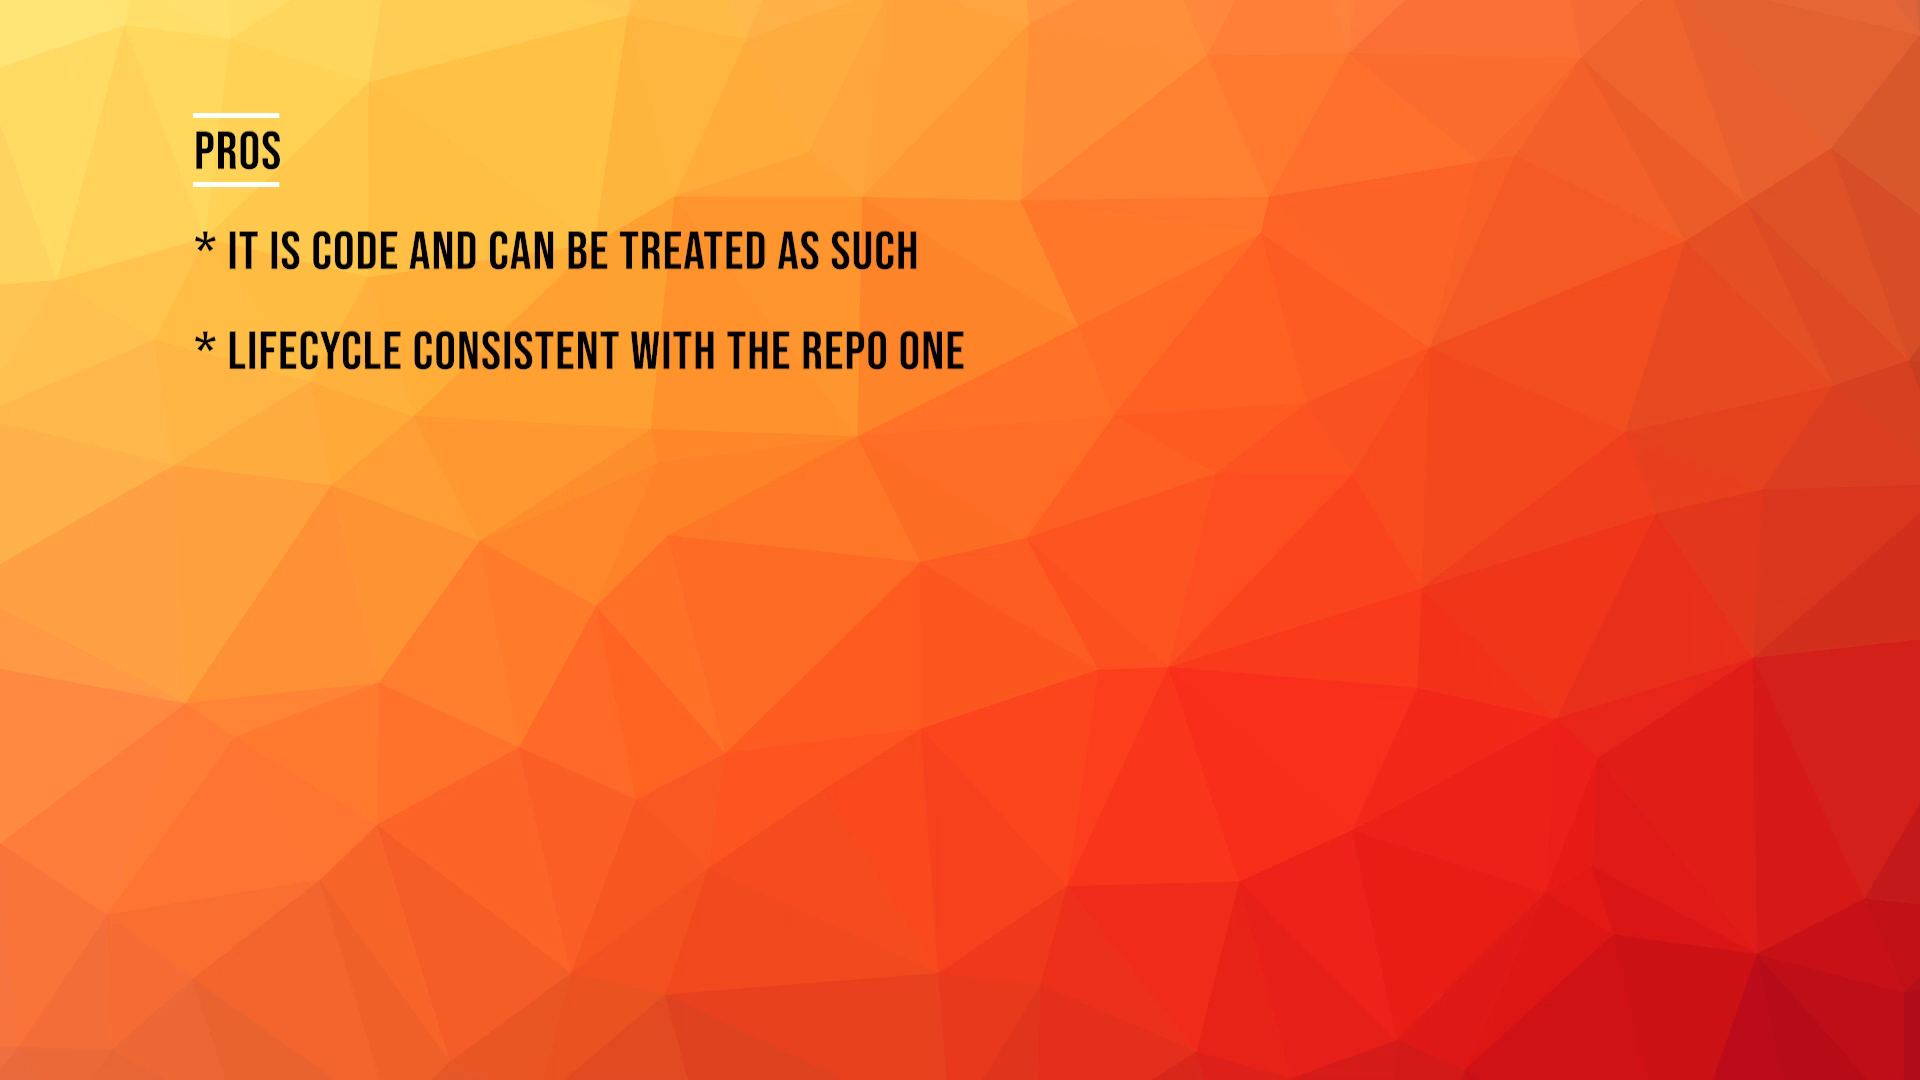 PROS
* IT IS CODE AND CAN BE TREATED AS SUCH
* LIFECYCLE CONSISTENT WITH THE REPO ONE